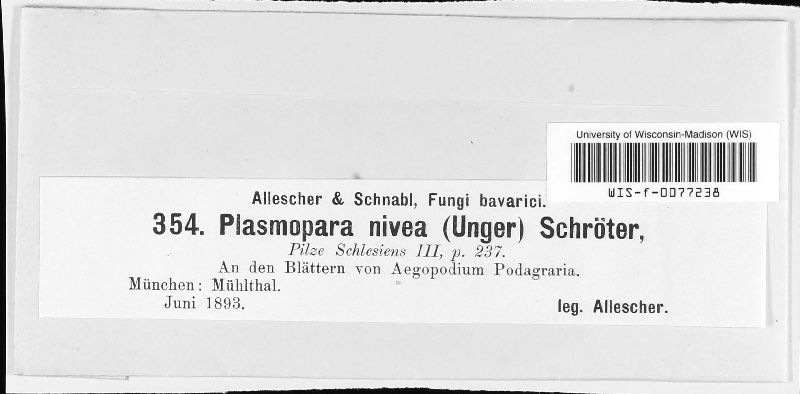 University of Wisconsin-Madison (WIS)
WIS-f-0077238
Allescher & Schnabl, Fungi bavarici.
354. Plasmopara nivea (Unger) Schröter,
Pilze Schlesiens III, p. 237.
An den Blättern von Aegopodium Podagraria.
München: Mühlthal.
Juni 1893.
leg. Allescher.